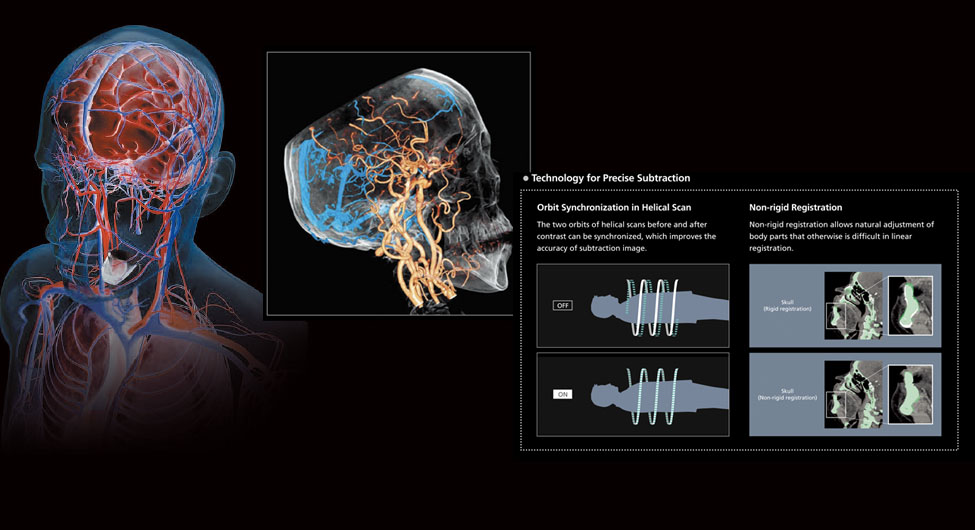 Technology for Precise Subtraction
Orbit Synchronization in Helical Scan
The two orbits of helical scans before and after
contrast can be synchronized, which improves the
accuracy of subtraction image.
OFF
ON
Non-rigid Registration
Non-rigid registration allows natural adjustment of
body parts that otherwise is difficult in linear
registration.
Skull
(Rigid registration)
Skull
(Non-rigid registration)